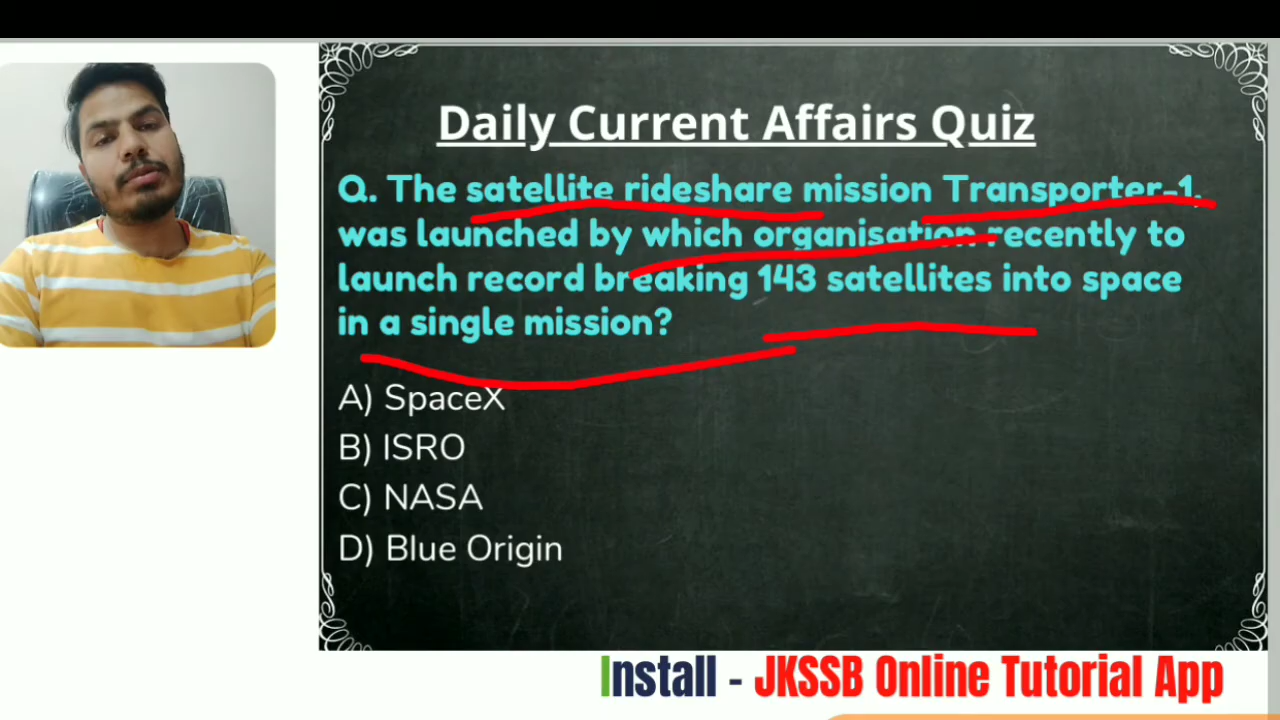 Daily Current Affairs Quiz
Q. The satellite rideshare mission Transporter-1,
was launched by which organisation recently to
launch record breaking 143 satellites into space
in a single mission?
A) SpaceX
B) ISRO
C) NASA
D) Blue Origin
Install - JKSSB Online Tutorial App